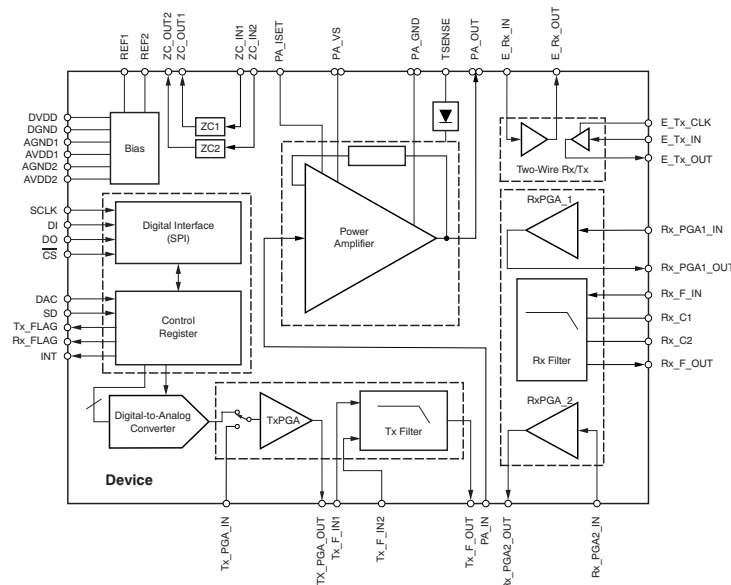 REF1
REF2
ZC_OUT2
ZC_OUT1
ZC_IN1
ZC_IN2
PA_ISET
PA_VS
PA_GND
TSENSE
PA_OUT
E_Rx_IN
E_Rx_OUT
DVDD
DGND
AGND1
AVDD1
AGND2
AVDD2
Bias
ZC1
ZC2
E_Tx_CLK
E_Tx_IN
E_Tx_OUT
Two-Wire Rx/Tx
SCLK
DI
DO
CS
Digital Interface
(SPI)
Power
Amplifier
RxPGA_1
Rx_PGA1_IN
Rx_PGA1_OUT
DAC
SD
Tx_FLAG
Rx_FLAG
INT
Control
Register
Rx_F_IN
Rx_C1
Rx_C2
Rx_F_OUT
Rx Filter
Digital-to-Analog
Converter
TxPGA
Tx Filter
RxPGA_2
Device
Tx_PGA_IN
TX_PGA_OUT
Tx_F_IN1
Tx_F_IN2
Tx_F_OUT
PA_IN
Rx_PGA2_OUT
Rx_PGA2_IN